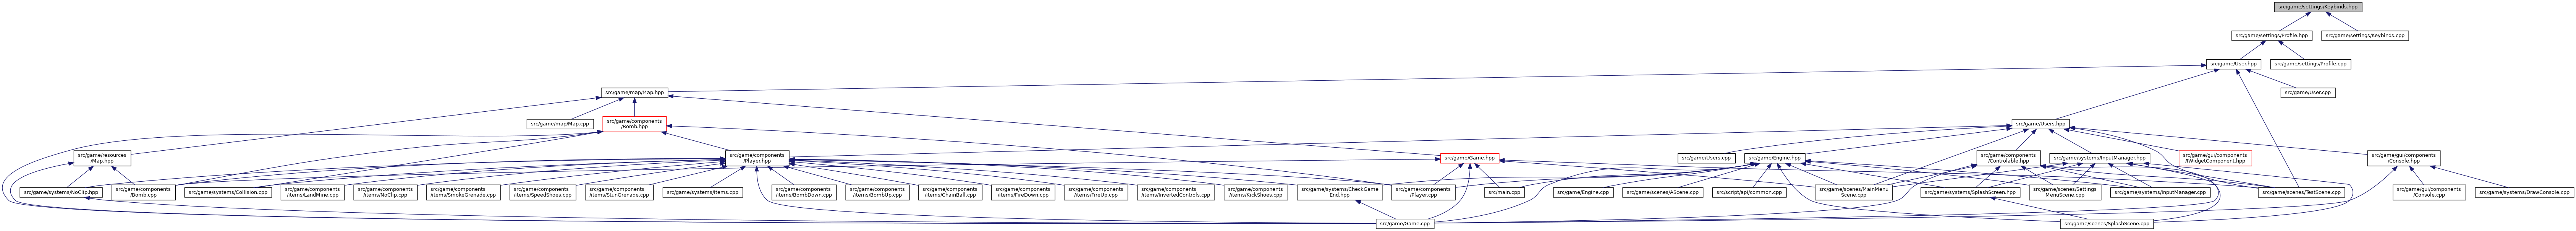 src/game/settings/Keybinds.hpp
src/game/settings/Profile.hpp
src/game/settings/Keybinds.cpp
src/game/User.hpp
src/game/settings/Profile.cpp
src/game/map/Map.hpp
src/game/User.cpp
src/game/map/Map.cpp
src/game/components
/Bomb.hpp
src/game/Users.hpp
src/game/resources
/Map.hpp
src/game/components
/Player.hpp
src/game/Game.hpp
src/game/Users.cpp
src/game/Engine.hpp
src/game/components
/Controlable.hpp
src/game/systems/InputManager.hpp
src/game/gui/components
/IWidgetComponent.hpp
src/game/gui/components
/Console.hpp
src/game/systems/NoClip.hpp
src/game/components
/Bomb.cpp
src/game/systems/Collision.cpp
src/game/components
/items/LandMine.cpp
src/game/components
/items/NoClip.cpp
src/game/components
/items/SmokeGrenade.cpp
src/game/components
/items/SpeedShoes.cpp
src/game/components
/items/StunGrenade.cpp
src/game/systems/Items.cpp
src/game/components
/items/BombDown.cpp
src/game/components
/items/BombUp.cpp
src/game/components
/items/ChainBall.cpp
src/game/components
/items/FireDown.cpp
src/game/components
/items/FireUp.cpp
src/game/components
/items/InvertedControls.cpp
src/game/components
/items/KickShoes.cpp
src/game/systems/CheckGame
End.hpp
src/game/components
/Player.cpp
src/main.cpp
src/game/Engine.cpp
src/game/scenes/AScene.cpp
src/script/api/common.cpp
src/game/scenes/MainMenu
Scene.cpp
src/game/systems/SplashScreen.hpp
src/game/scenes/Settings
MenuScene.cpp
src/game/systems/InputManager.cpp
src/game/scenes/TestScene.cpp
src/game/gui/components
/Console.cpp
src/game/systems/DrawConsole.cpp
src/game/Game.cpp
src/game/scenes/SplashScene.cpp